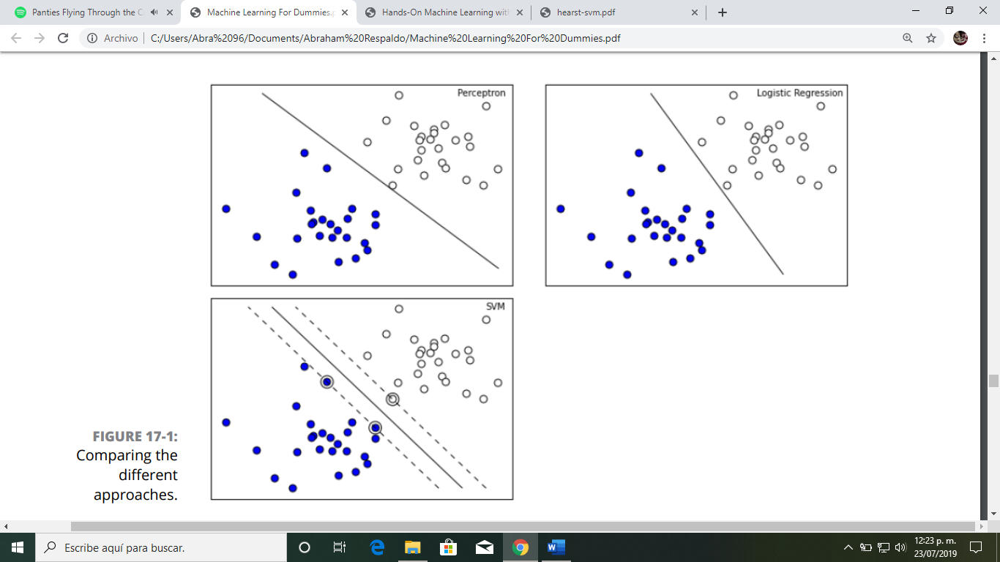 Panties Flying Through the C
Machine Learning For Dummies.p
Hands-On Machine Learning wit
hearst-svm.pdf
Archivo
C:/Users/Abra%2096/Documents/Abraham%20Respaldo/Machine%20Learning%20For%20Dummies.pdf
Perceptron
Logistic Regression
SVM
FIGURE 17-1:
Comparing the
different
approaches.
Escribe aquí para buscar.
12:23 p. m.
23/07/2019